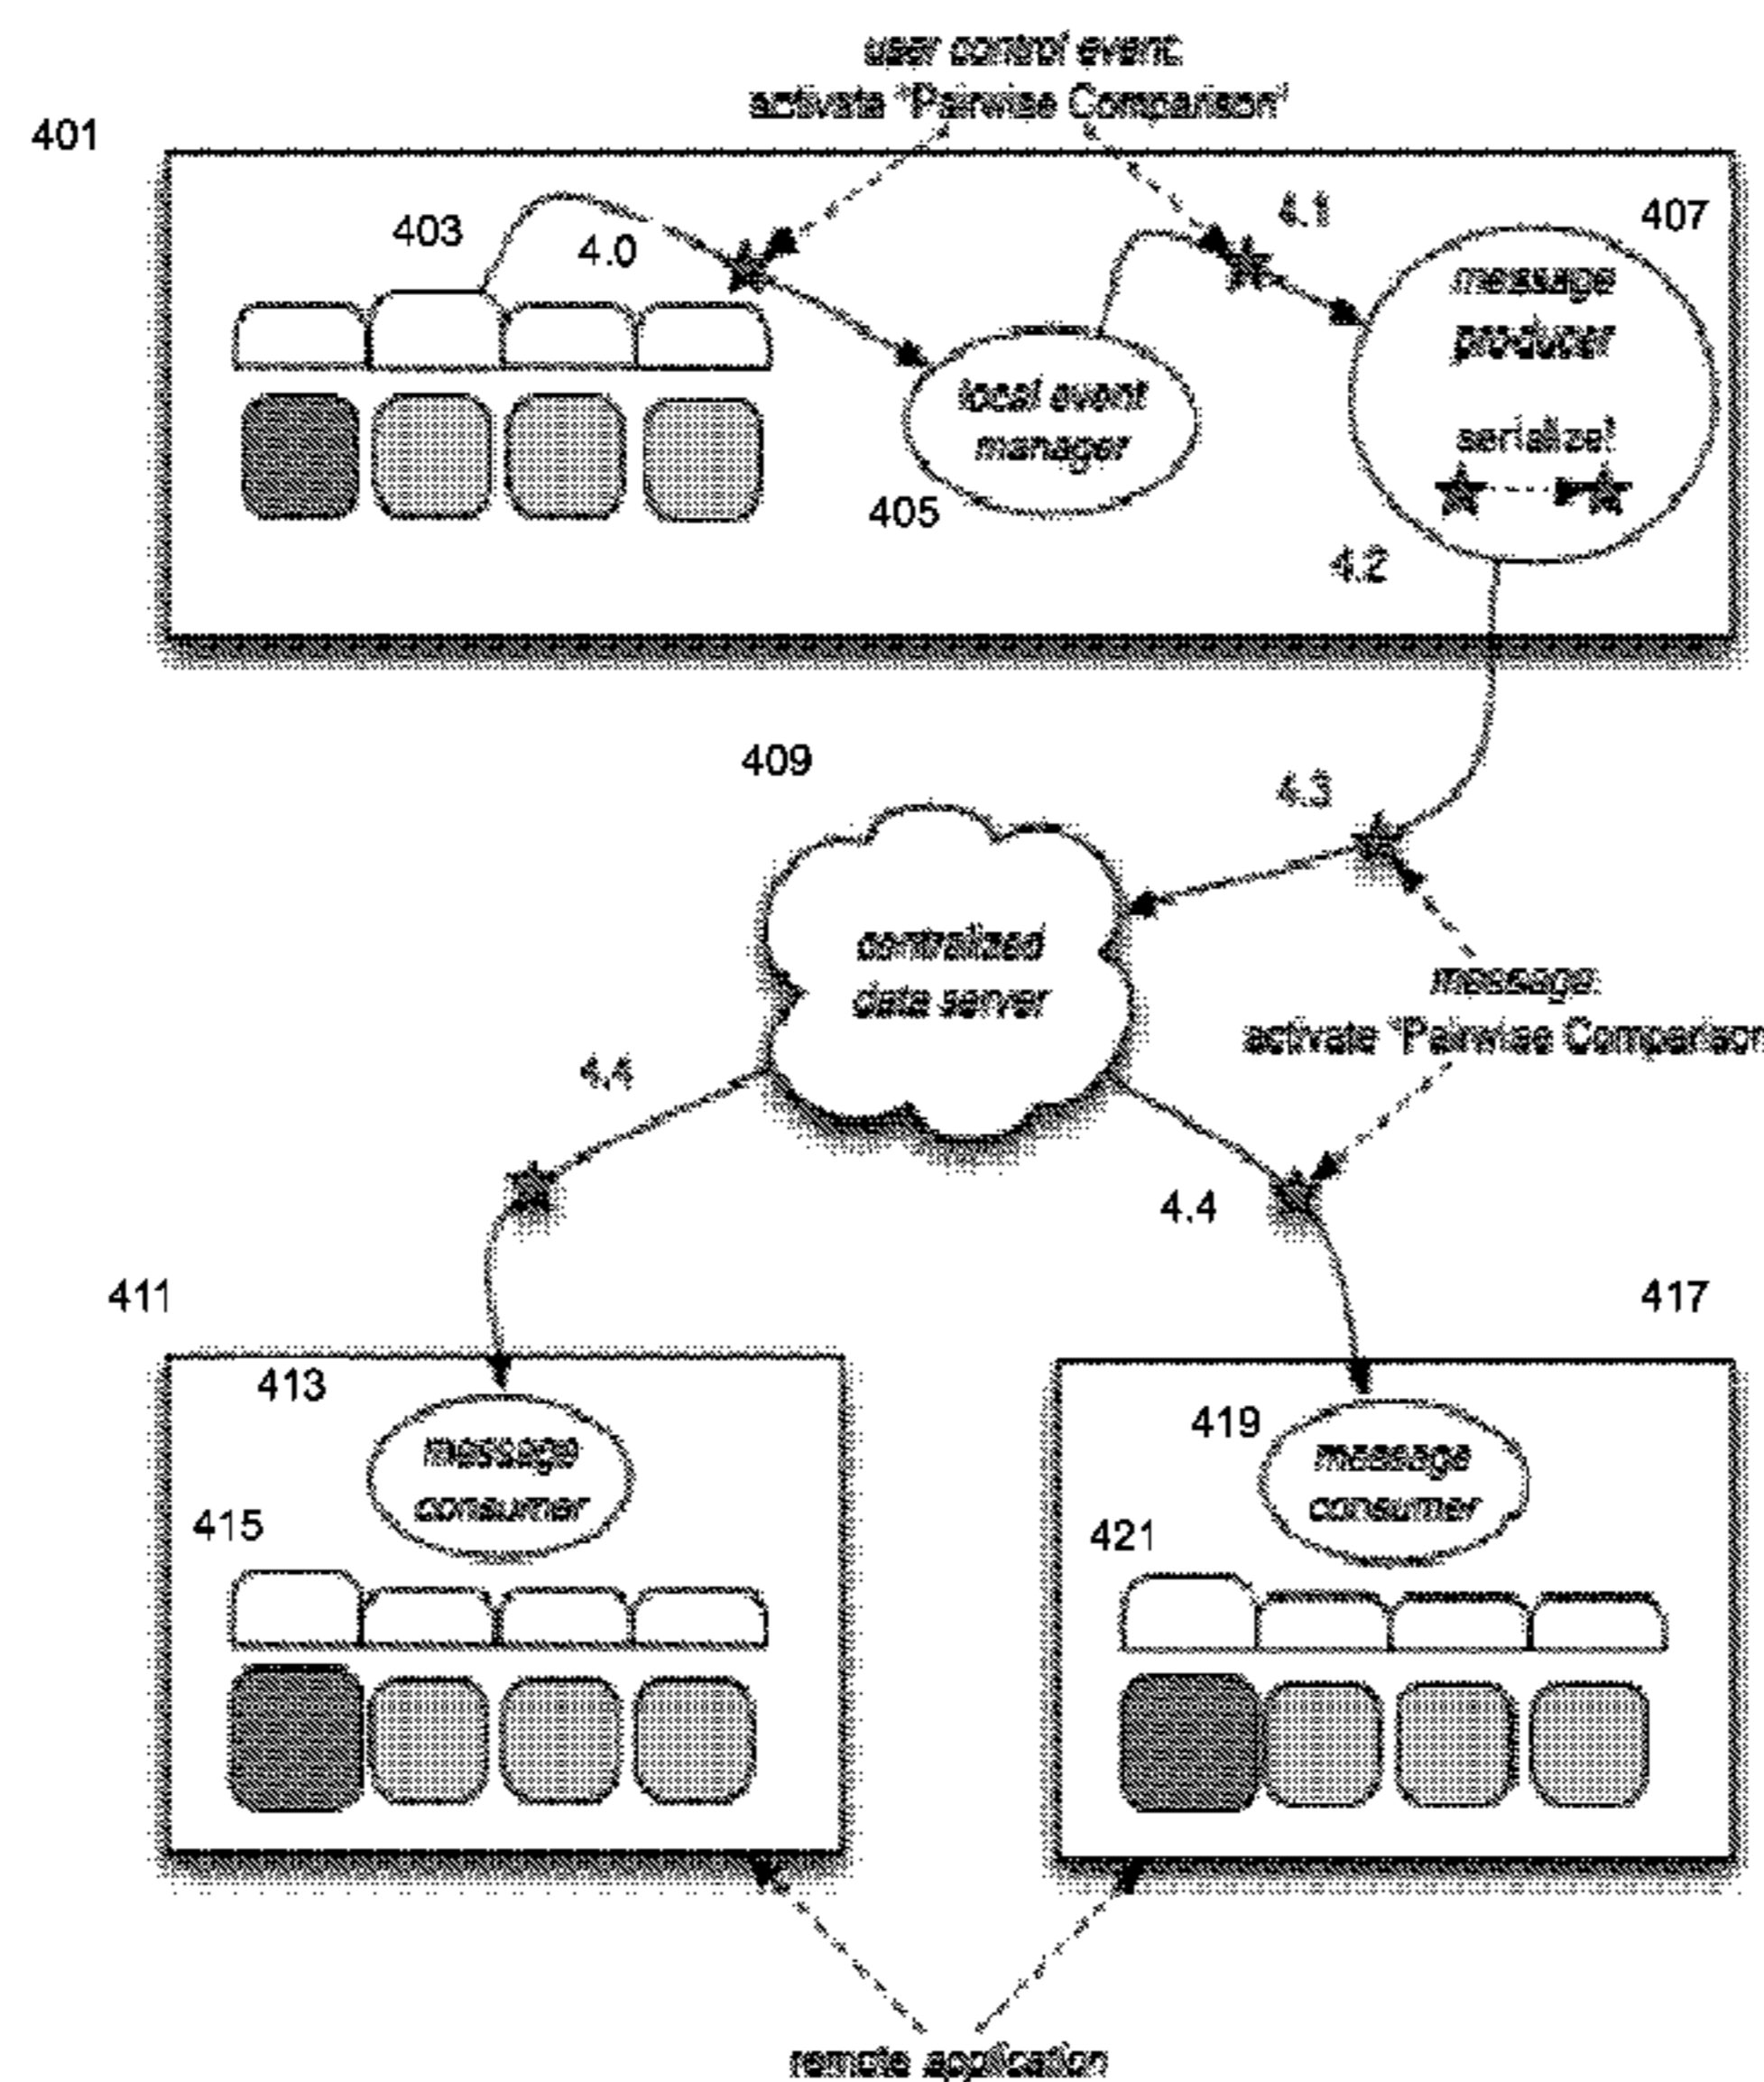 user control event:
activate "Pairwise Comparison"
401
403
4.0
4.1
407
message
producer
local event
manager
serialize!
405
4.2
409
4.3
centralized
data server
message:
activate "Pairwise Comparison
4.4
4.4
411
417
413
419
message
consumer
message
consumer
415
421
remote application